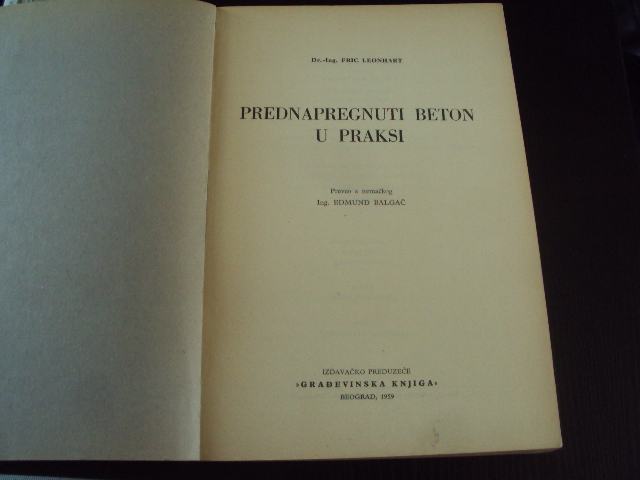 Dr.-Ing. FRIC LEONHART
PREDNAPREGNUTI BETON
U PRAKSI
Preveo s nemačkog
Ing. EDMUND BALGAČ
IZDAVAČKO PREDUZEĆE
»GRAĐEVINSKA KNJIGA«
BEOGRAD, 1959